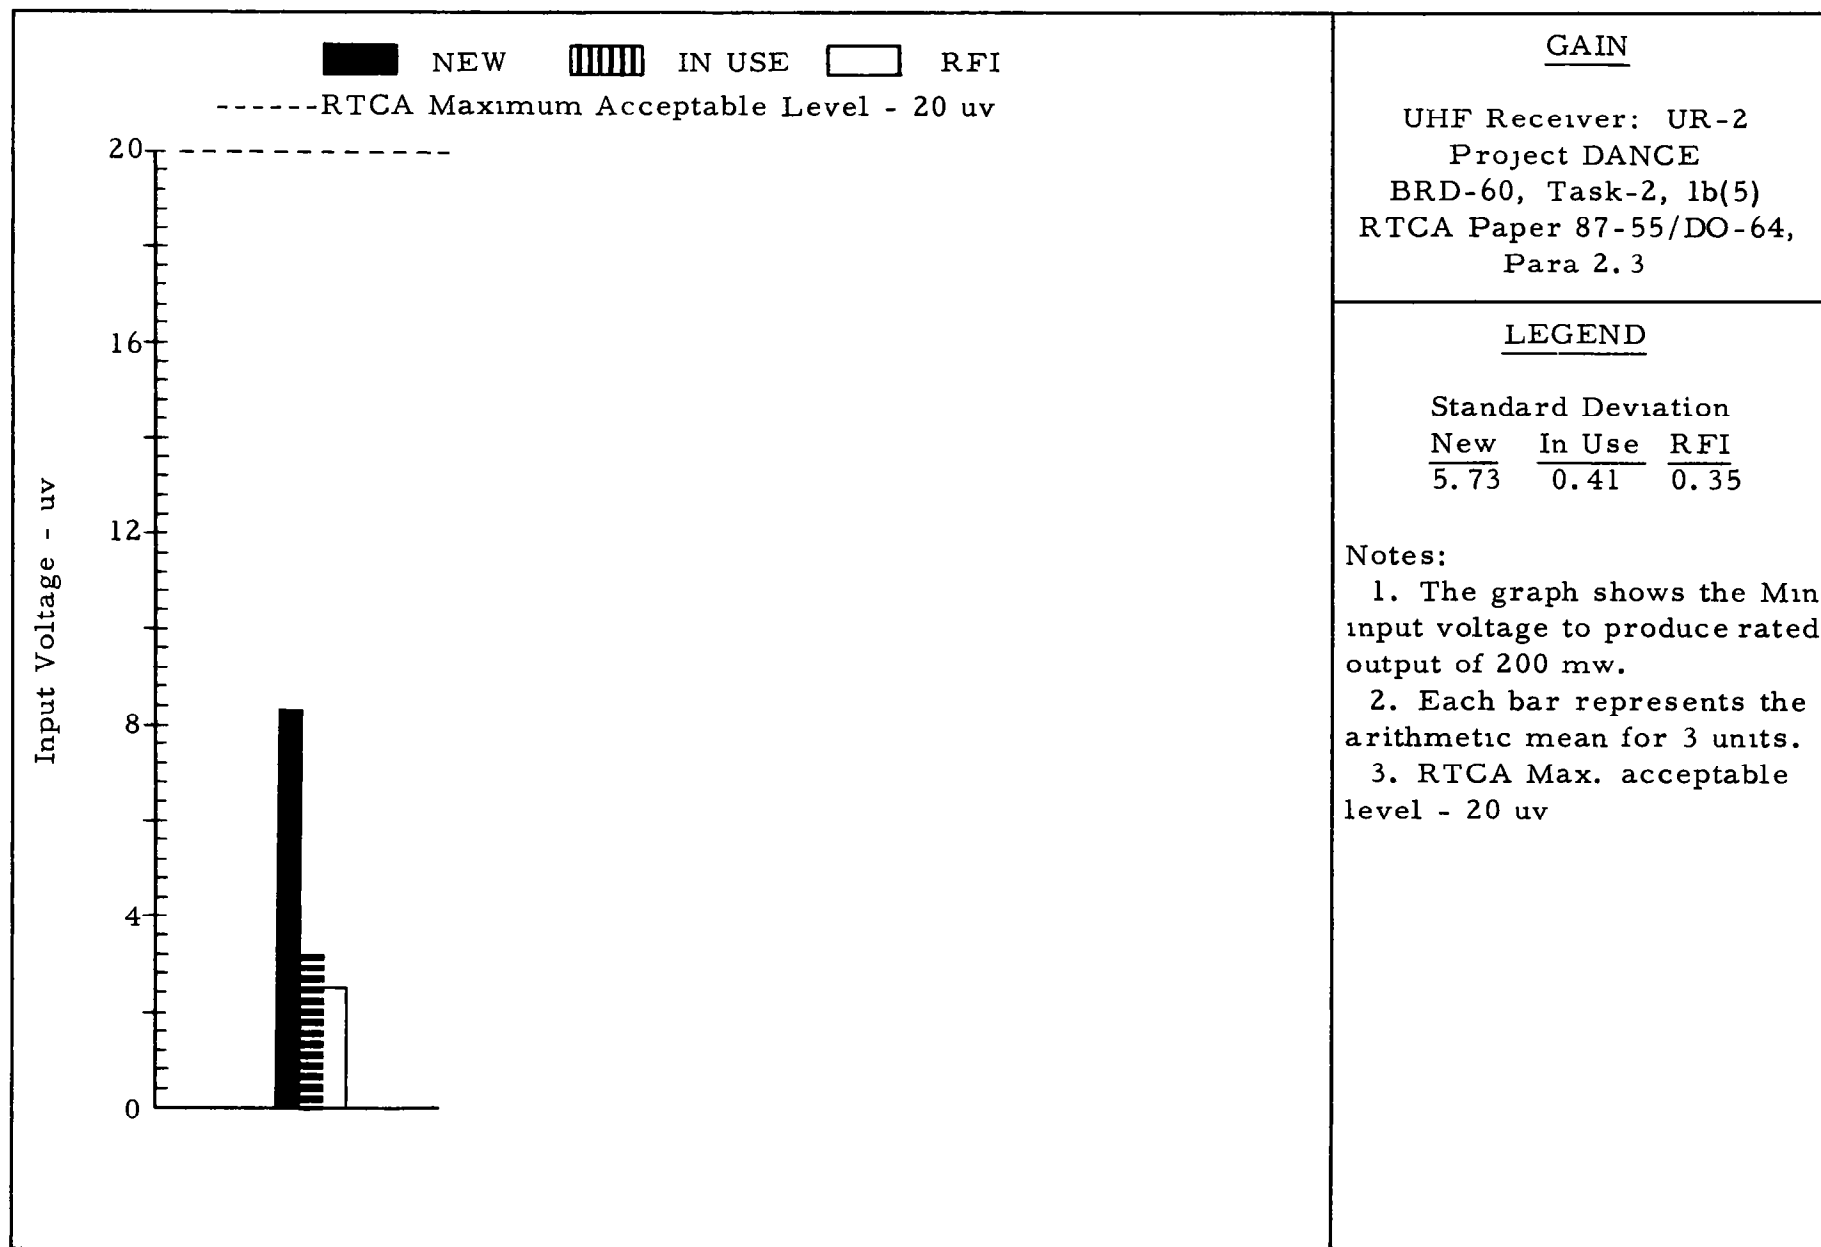 NEW IN USE RFI
------RTCA Maximum Acceptable Level - 20 uv
20
16
12
8
4
0
Input Voltage - uv
GAIN
UHF Receiver: UR-2
Project DANCE
BRD-60, Task-2, 1b(5)
RTCA Paper 87-55/DO-64,
Para 2.3
LEGEND
Standard Deviation
New In Use RFI
5.73 0.41 0.35
Notes:
1. The graph shows the Min
input voltage to produce rated
output of 200 mw.
2. Each bar represents the
arithmetic mean for 3 units.
3. RTCA Max. acceptable
level - 20 uv